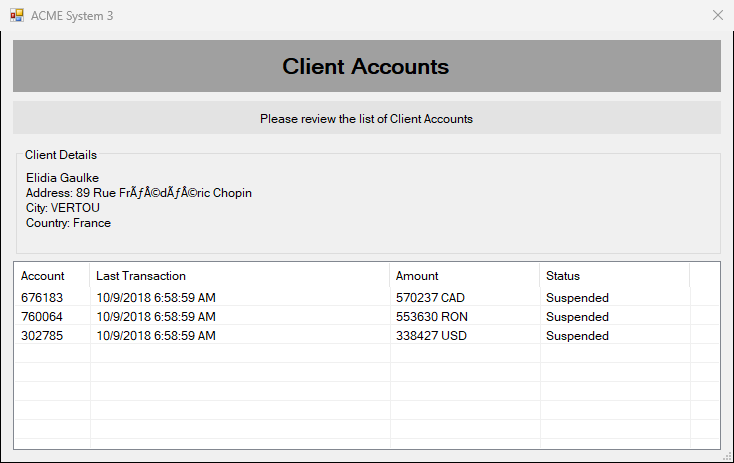 ACME System 3
Client Accounts
Please review the list of Client Accounts
Client Details
Elidia Gaulke
Address: 89 Rue FrÃƒÂ©dÃƒÂ©ric Chopin
City: VERTOU
Country: France
Account Last Transaction Amount Status
676183 10/9/2018 6:58:59 AM 570237 CAD Suspended
760064 10/9/2018 6:58:59 AM 553630 RON Suspended
302785 10/9/2018 6:58:59 AM 338427 USD Suspended